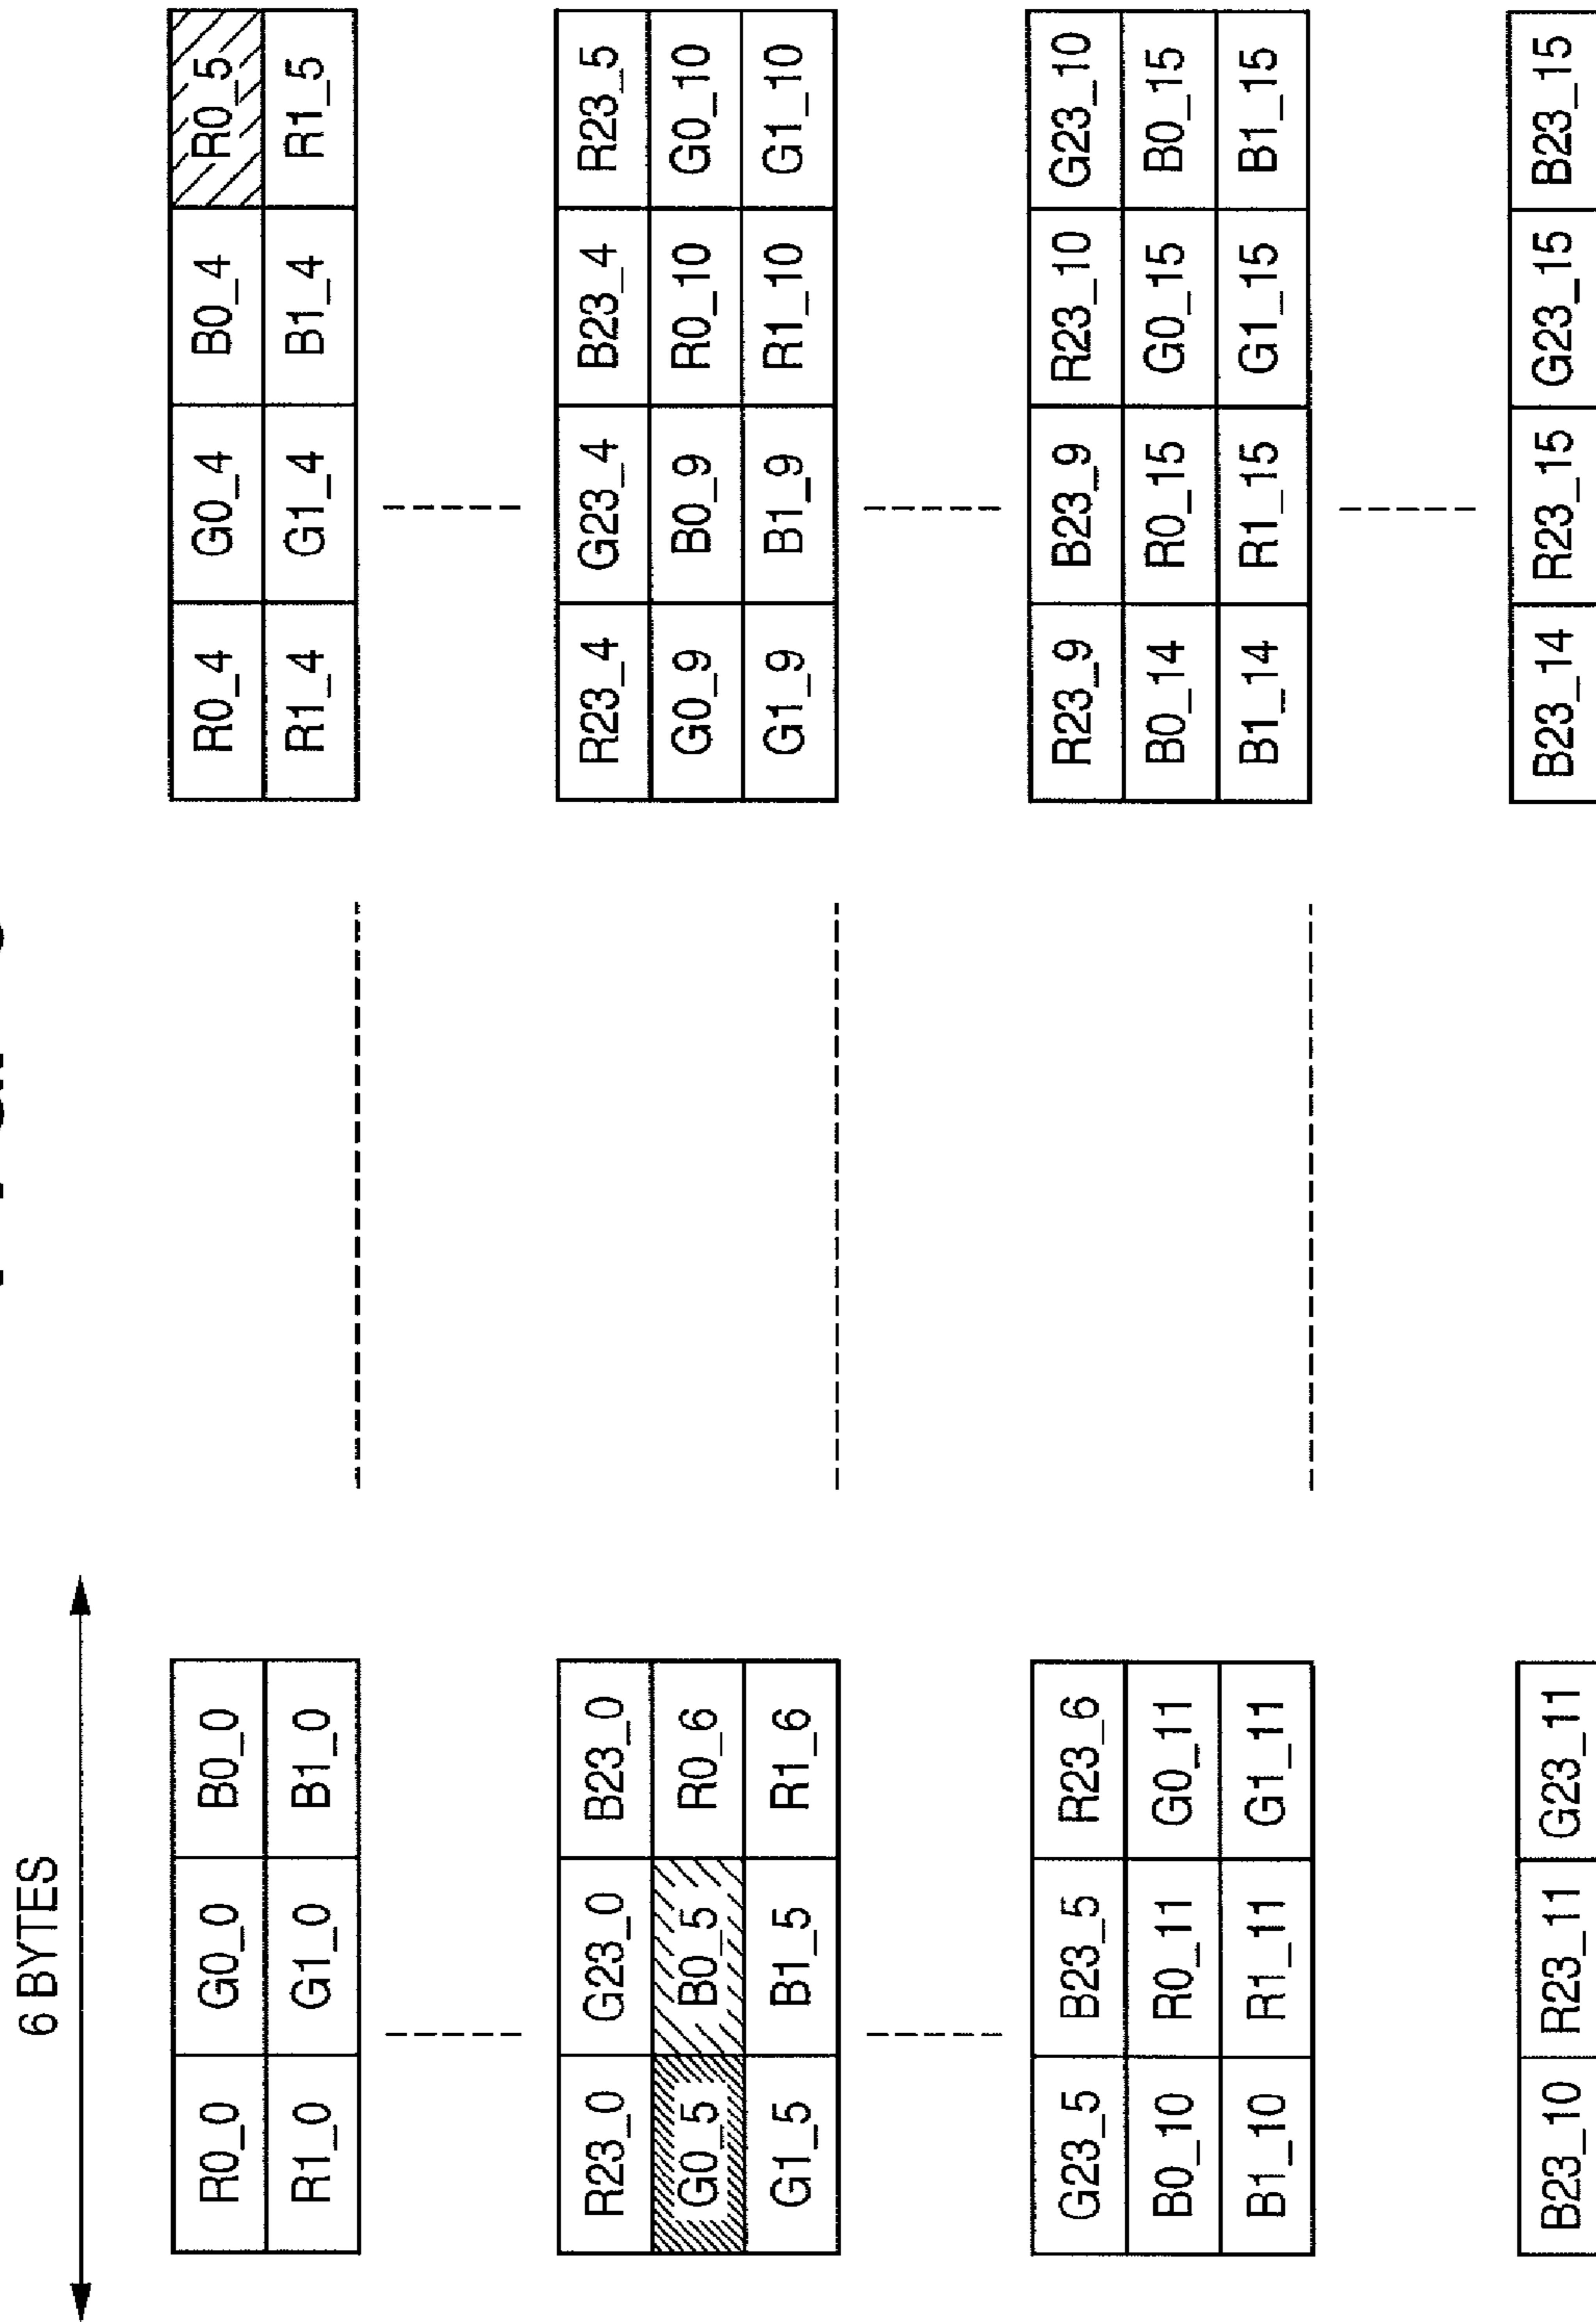 6 BYTES
R0_0 G0_0 B0_0 R0_4 G0_4 B0_4 R0_5
R1_0 G1_0 B1_0 R1_4 G1_4 B1_4 R1_5
R23_0 G23_0 B23_0 R23_4 G23_4 B23_4 R23_5
G0_5 B0_5 R0_6 G0_9 B0_9 R0_10 G0_10
G1_5 B1_5 R1_6 G1_9 B1_9 R1_10 G1_10
G23_5 B23_5 R23_6 R23_9 B23_9 R23_10 G23_10
B0_10 R0_11 G0_11 B0_14 R0_15 G0_15 B0_15
B1_10 R1_11 G1_11 B1_14 R1_15 G1_15 B1_15
B23_10 R23_11 G23_11 B23_14 R23_15 G23_15 B23_15